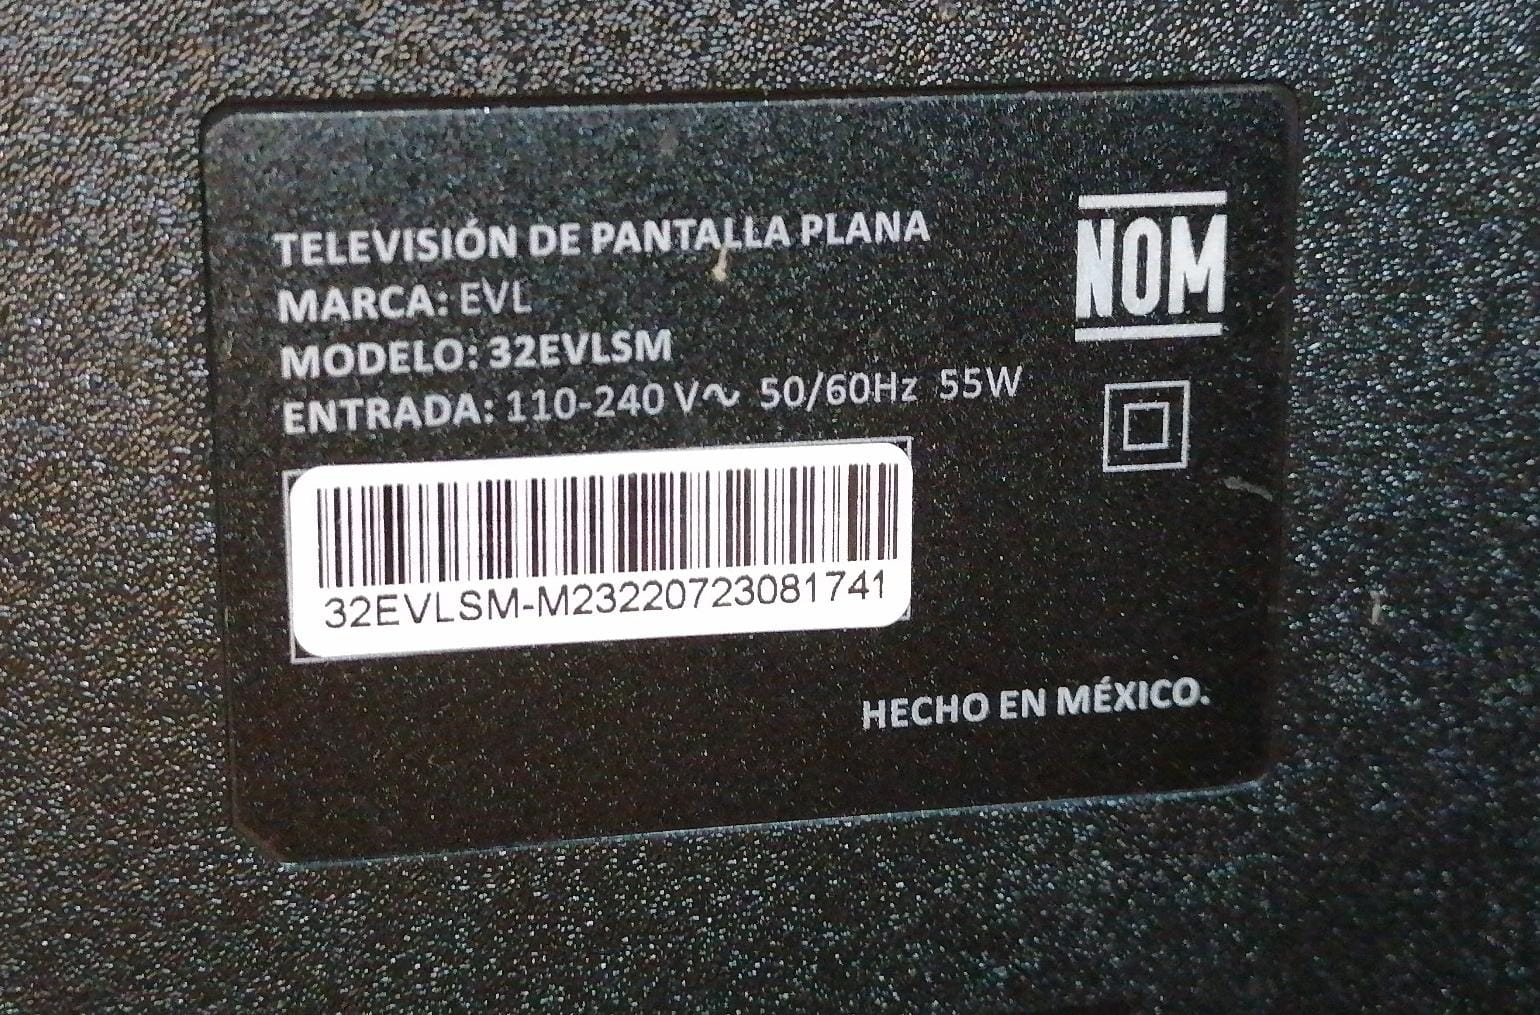 TELEVISIÓN DE PANTALLA PLANA
MARCA: EVL
MODELO: 32EVLSM
ENTRADA: 110-240 V∿ 50/60Hz 55W
NOM
32EVLSM-M23220723081741
HECHO EN MÉXICO.